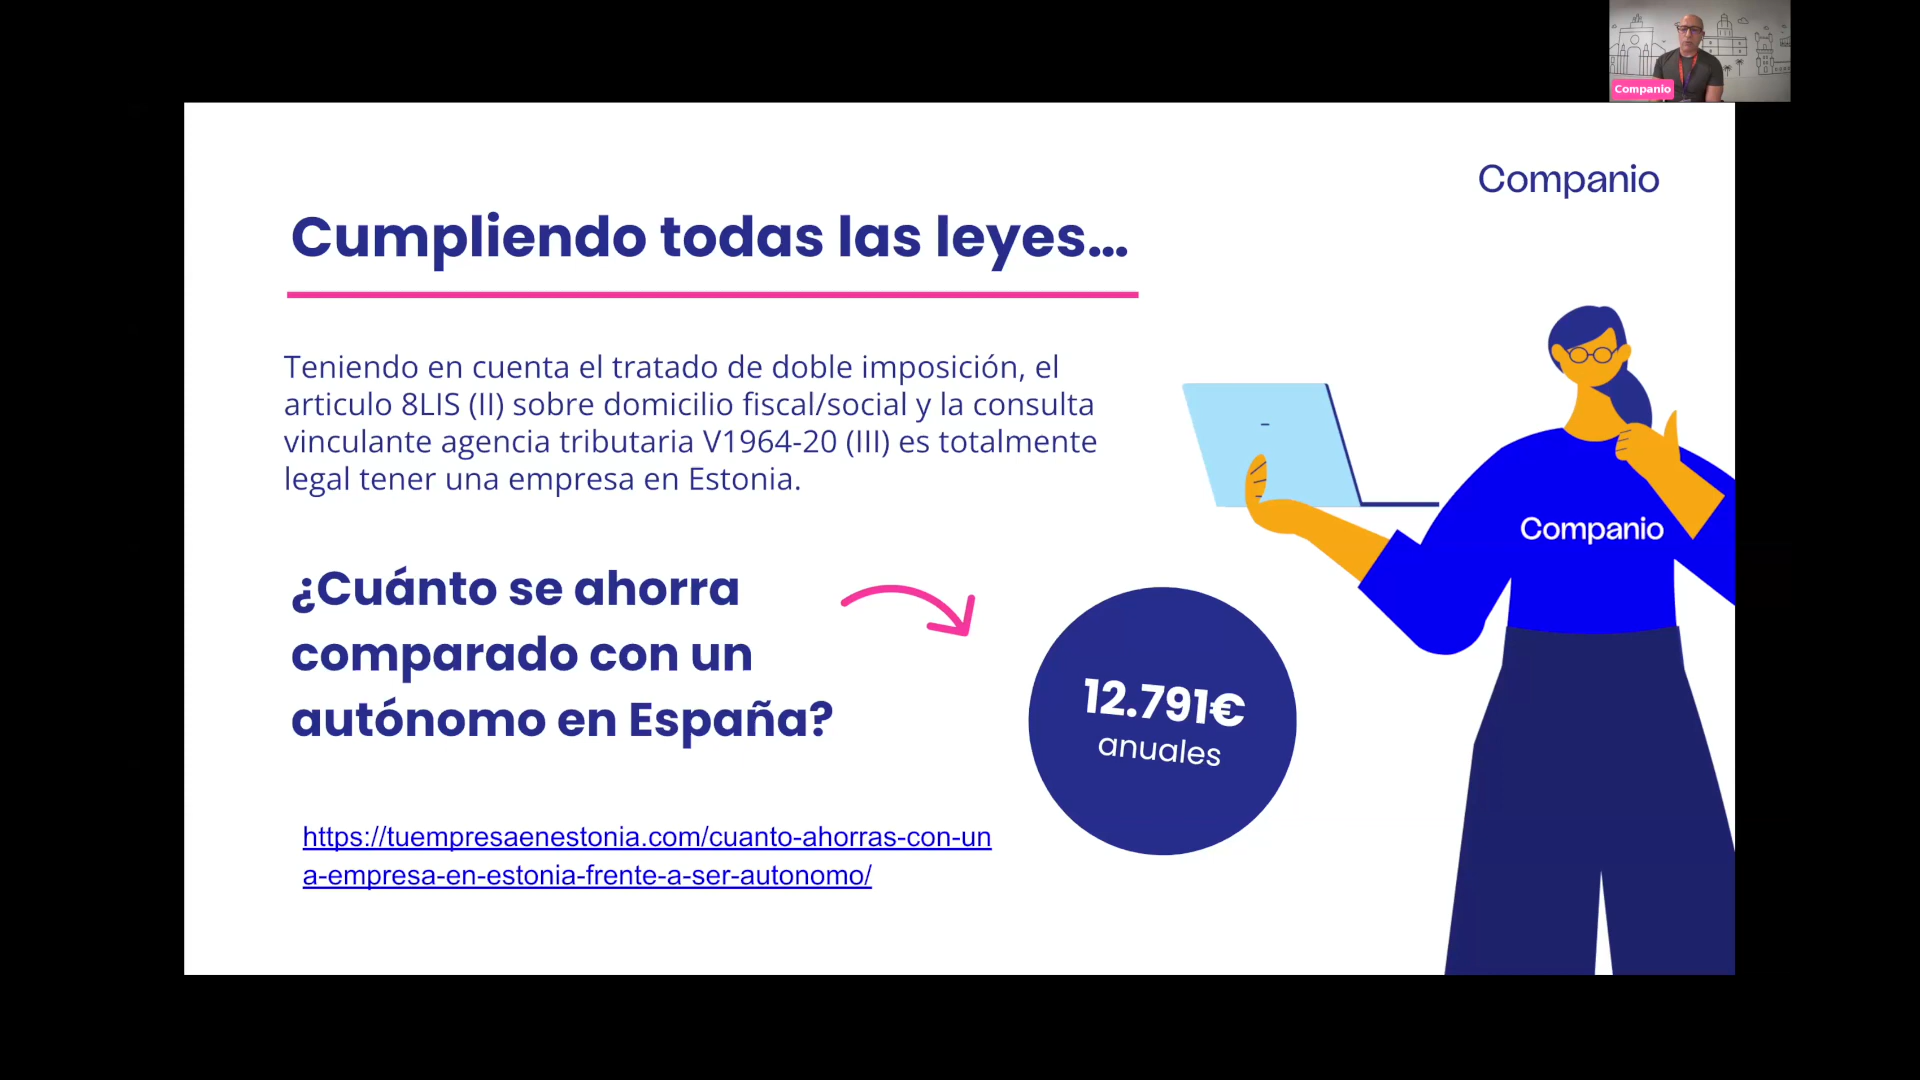 Companio
Companio
Cumpliendo todas las leyes...
Teniendo en cuenta el tratado de doble imposición, el
articulo 8LIS (II) sobre domicilio fiscal/social y la consulta
vinculante agencia tributaria V1964-20 (III) es totalmente
legal tener una empresa en Estonia.
Companio
¿Cuánto se ahorra
comparado con un
autónomo en España?
12.791€
anuales
https://tuempresaenestonia.com/cuanto-ahorras-con-un
a-empresa-en-estonia-frente-a-ser-autonomo/